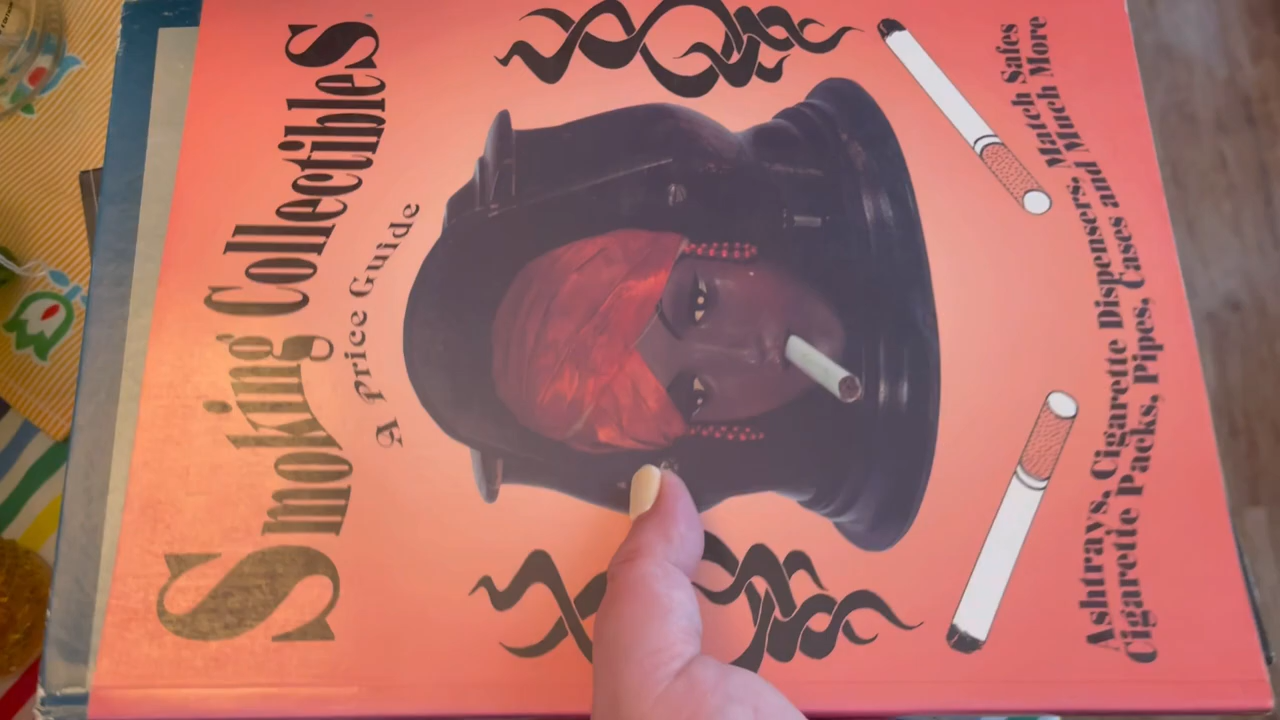 Smoking Collectibles
A Price Guide
Ashtrays, Cigarette Dispensers, Match Safes
Cigarette Packs, Pipes, Cases and Much More